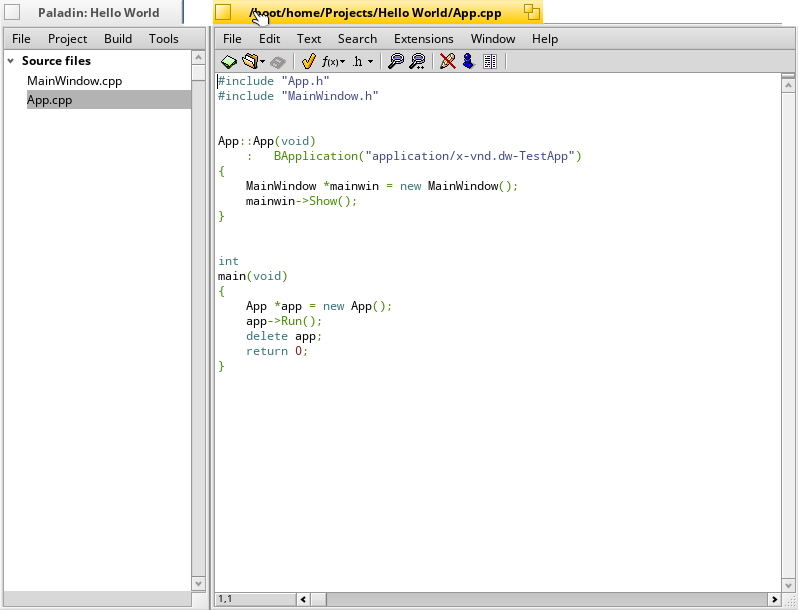 Paladin: Hello World
File Project Build Tools
Source files
MainWindow.cpp
App.cpp
/boot/home/Projects/Hello World/App.cpp
File Edit Text Search Extensions Window Help
f(x) .h
#include "App.h"
#include "MainWindow.h"
App::App(void)
    :   BApplication("application/x-vnd.dw-TestApp")
{
    MainWindow *mainwin = new MainWindow();
    mainwin->Show();
}
int
main(void)
{
    App *app = new App();
    app->Run();
    delete app;
    return 0;
}
1,1